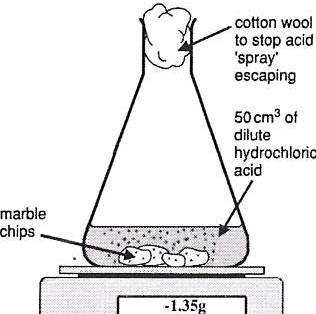 cotton wool
to stop acid
'spray'
escaping
50 cm³ of
dilute
hydrochloric
acid
marble
chips
-1.35g